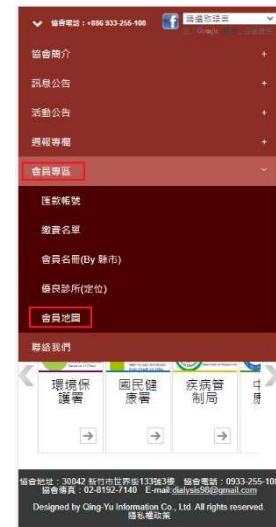 協會電話：+886 933-255-100
請選取語言
協會簡介 +
訊息公告 +
活動公告 +
週報專欄 +
會員專區
匯款帳號
繳費名單
會員名冊(By 縣市)
優良診所(定位)
會員地圖
聯絡我們
環境保護署
國民健康署
疾病管制局
協會地址：30042 新竹市世界街133號3樓 協會電話：0933-255-100
協會傳真：02-8192-7140 E-mail:dialysis98@gmail.com
Designed by Qing-Yu Information Co., Ltd. All rights reserved.
隱私權政策